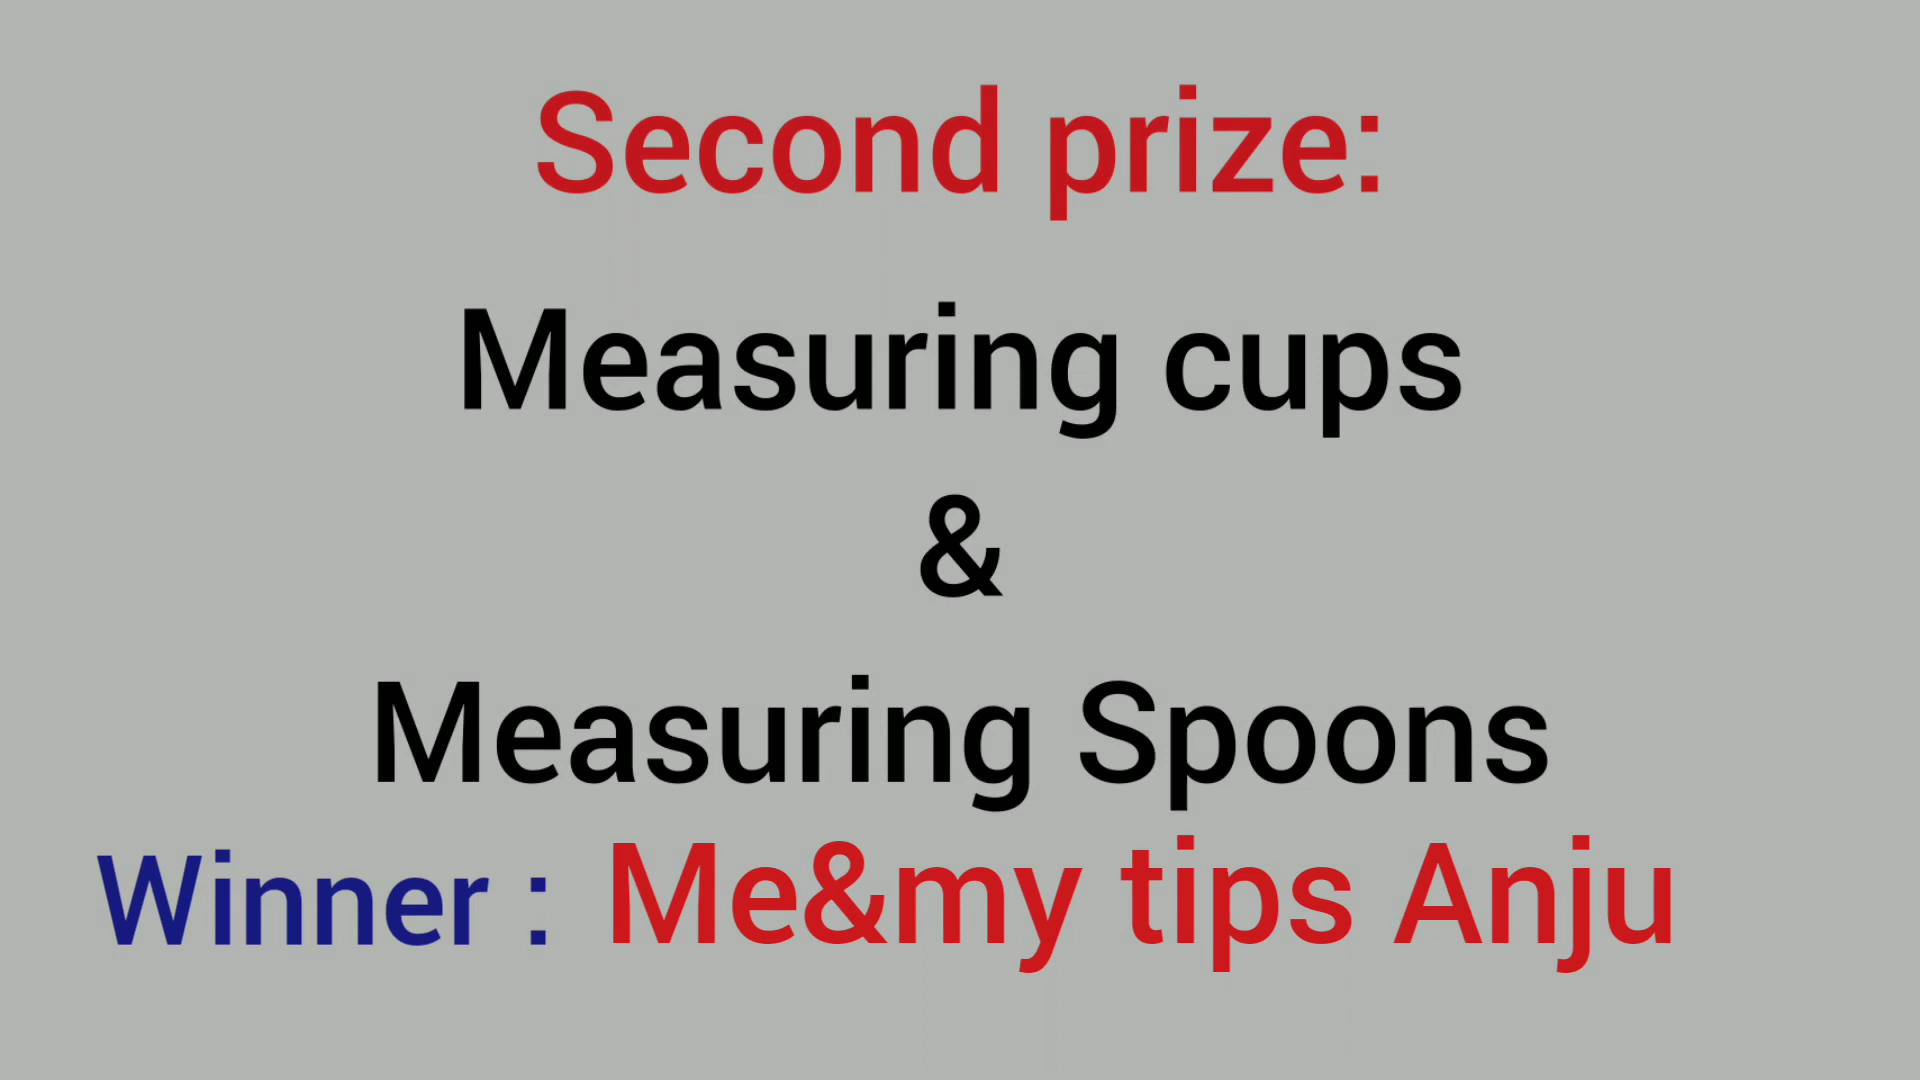 Second prize:
Measuring cups
&
Measuring Spoons
Winner : Me&my tips Anju